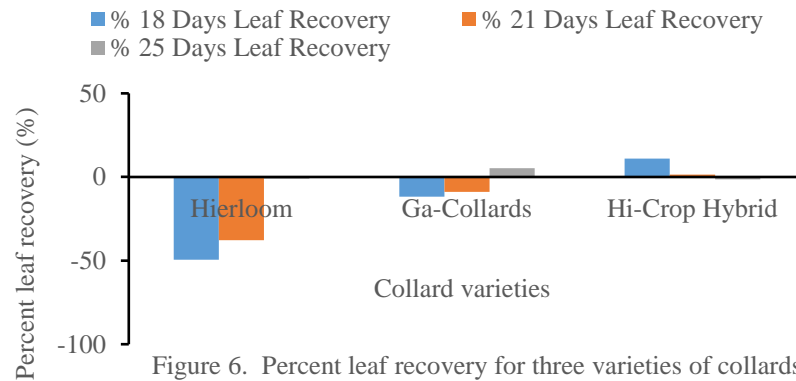 % 18 Days Leaf Recovery % 21 Days Leaf Recovery
% 25 Days Leaf Recovery
Percent leaf recovery (%)
50
0
-50
-100
Hierloom Ga-Collards Hi-Crop Hybrid
Collard varieties
Figure 6. Percent leaf recovery for three varieties of collards